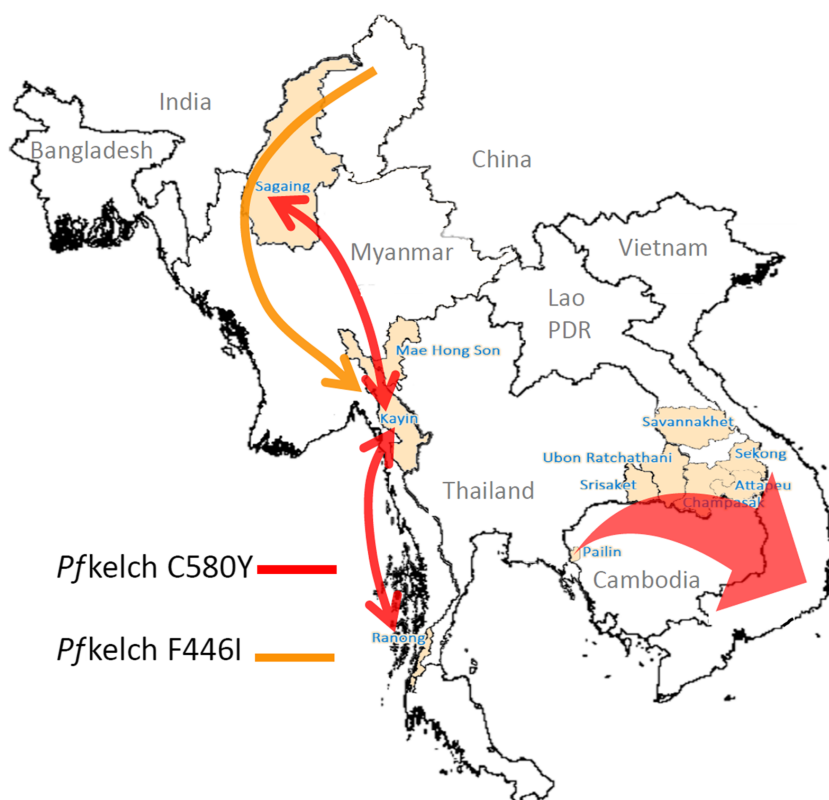 India
Bangladesh
China
Sagaing
Myanmar
Vietnam
Lao
PDR
Mae Hong Son
Kayin
Savannakhet
Ubon Ratchathani
Sekong
Srisaket
Attapeu
Thailand
Champasak
Pailin
Cambodia
Pfkelch C580Y
Ranong
Pfkelch F446I